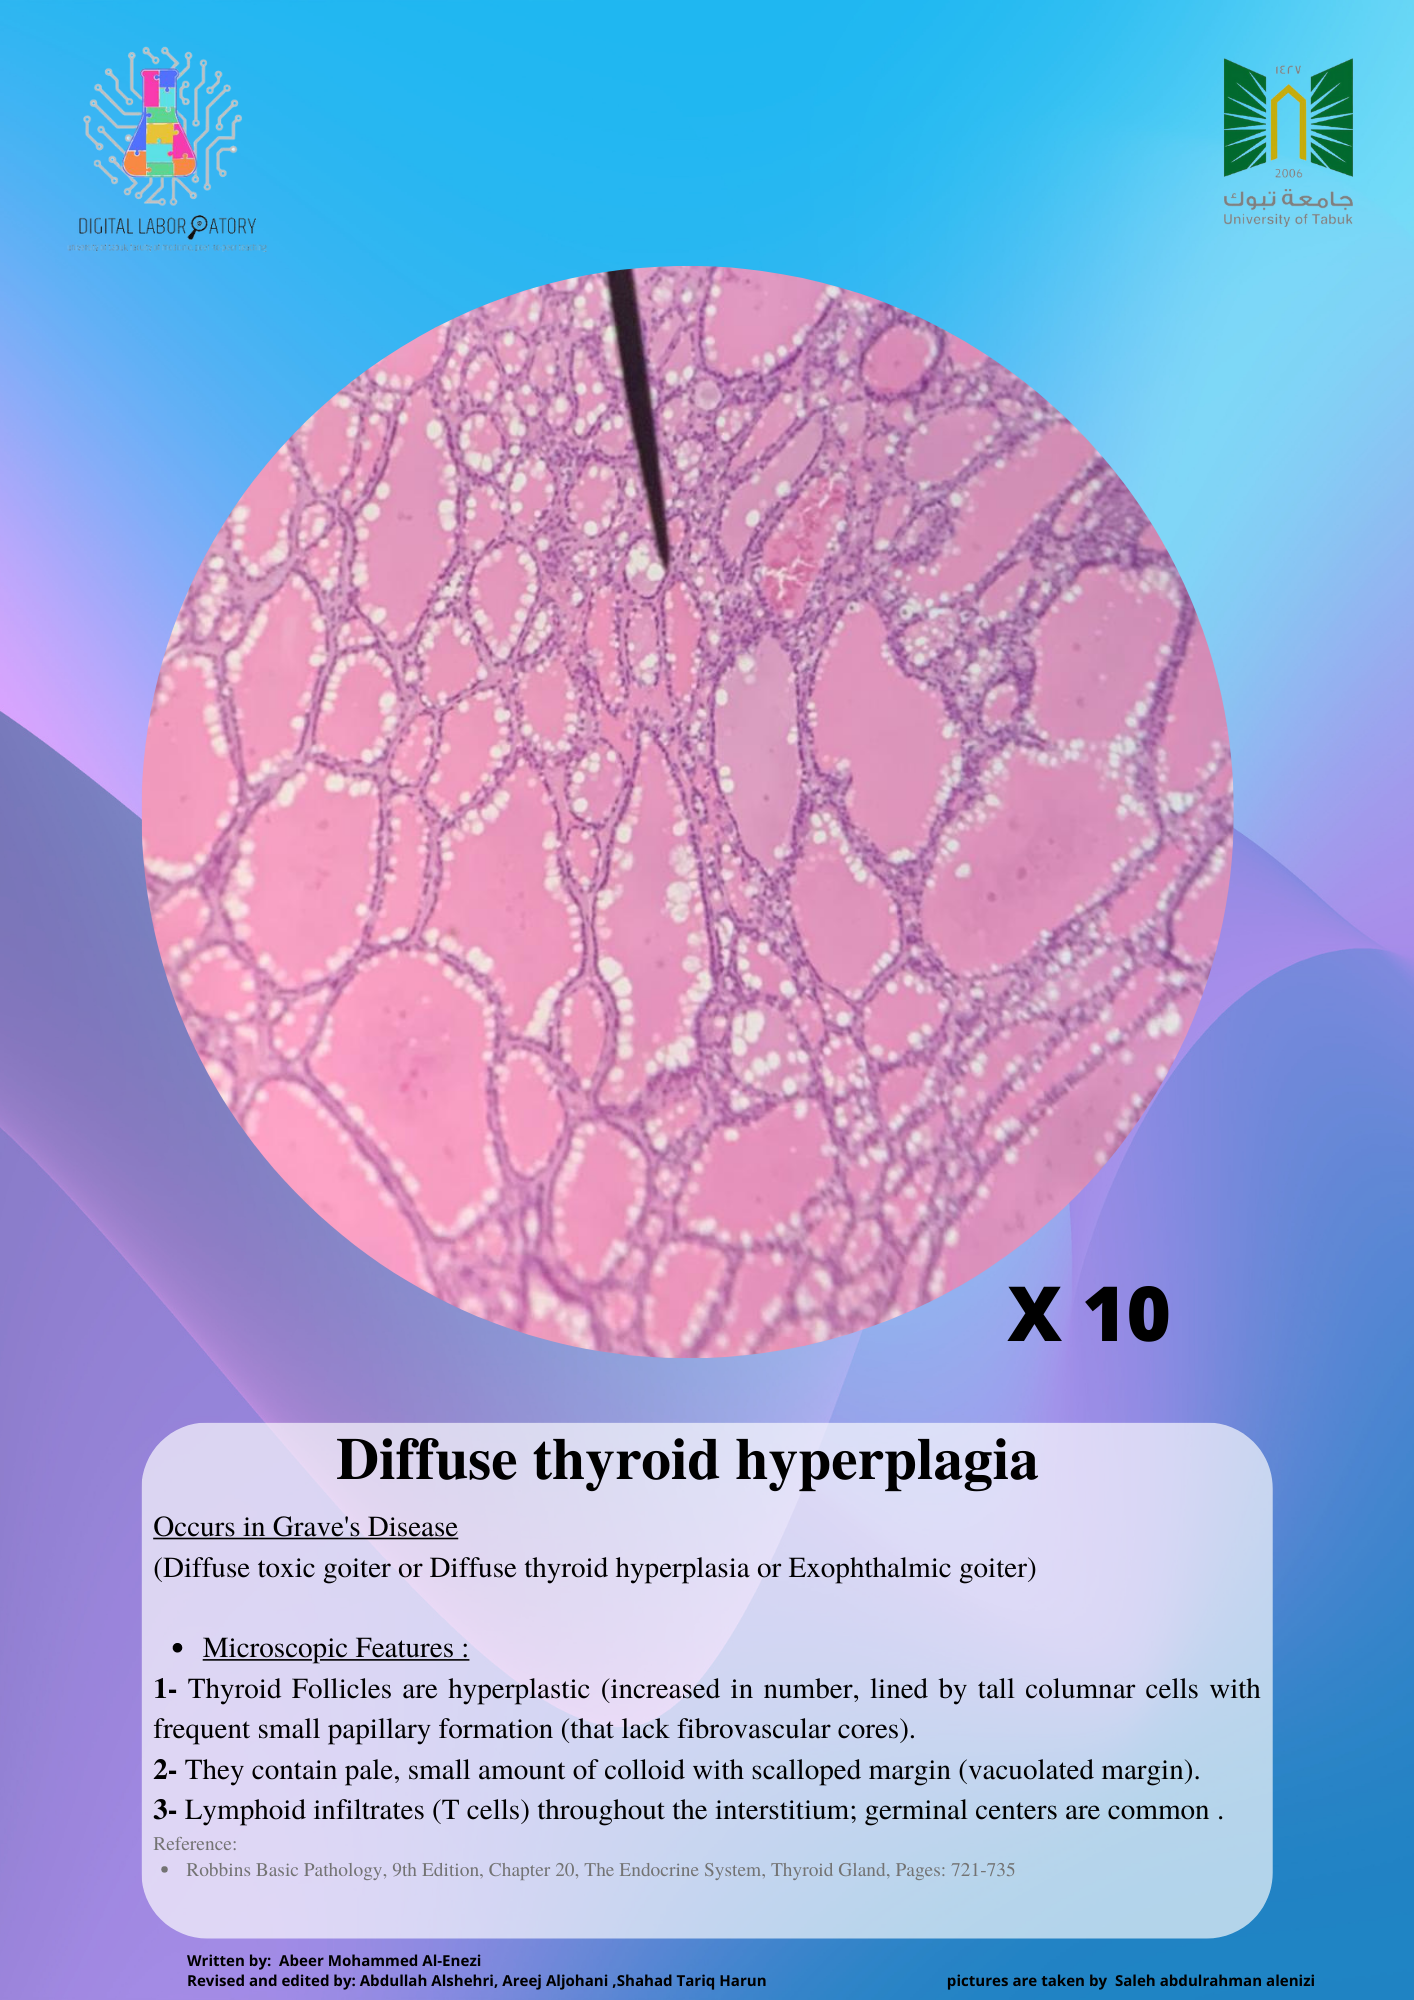 ١٤٢٧
2006
جامعة تبوك
University of Tabuk
DIGITAL LABORATORY
X 10
Diffuse thyroid hyperplagia
Occurs in Grave's Disease
(Diffuse toxic goiter or Diffuse thyroid hyperplasia or Exophthalmic goiter)
• Microscopic Features :
1- Thyroid Follicles are hyperplastic (increased in number, lined by tall columnar cells with
frequent small papillary formation (that lack fibrovascular cores).
2- They contain pale, small amount of colloid with scalloped margin (vacuolated margin).
3- Lymphoid infiltrates (T cells) throughout the interstitium; germinal centers are common .
Reference:
• Robbins Basic Pathology, 9th Edition, Chapter 20, The Endocrine System, Thyroid Gland, Pages: 721-735
Written by: Abeer Mohammed Al-Enezi
Revised and edited by: Abdullah Alshehri, Areej Aljohani ,Shahad Tariq Harun
pictures are taken by Saleh abdulrahman alenizi